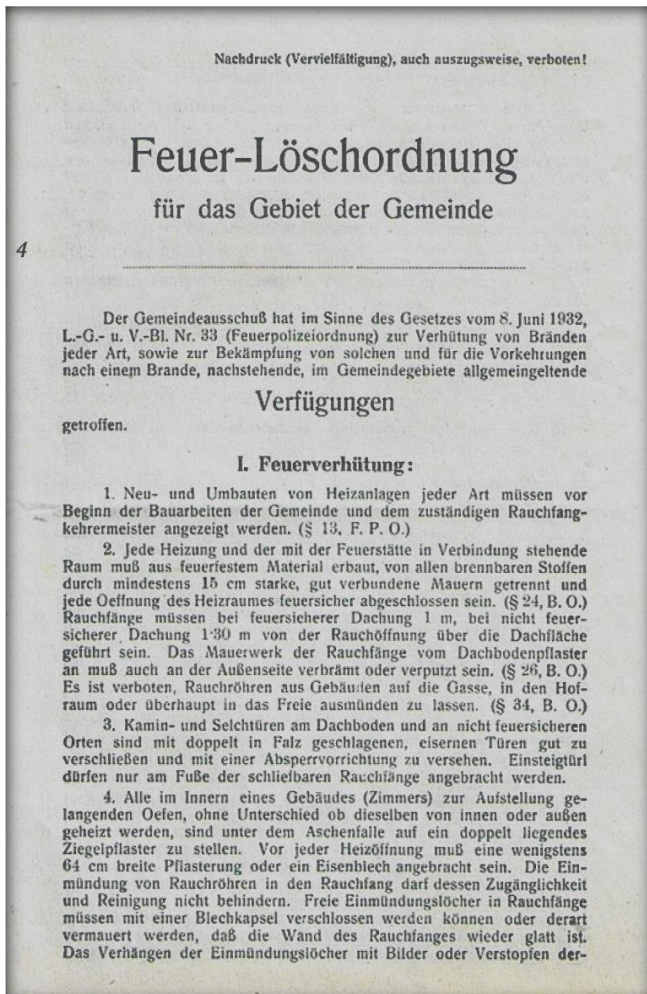 Nachdruck (Vervielfältigung), auch auszugsweise, verboten!
Feuer-Löschordnung
für das Gebiet der Gemeinde
4
Der Gemeindeausschuß hat im Sinne des Gesetzes vom 8. Juni 1932,
L.-G.- u. V.-Bl. Nr. 33 (Feuerpolizeiordnung) zur Verhütung von Bränden
jeder Art, sowie zur Bekämpfung von solchen und für die Vorkehrungen
nach einem Brande, nachstehende, im Gemeindegebiete allgemeingeltende
Verfügungen
getroffen.
I. Feuerverhütung:
1. Neu- und Umbauten von Heizanlagen jeder Art müssen vor
Beginn der Bauarbeiten der Gemeinde und dem zuständigen Rauchfang-
kehrermeister angezeigt werden. (§ 13, F. P. O.)
2. Jede Heizung und der mit der Feuerstätte in Verbindung stehende
Raum muß aus feuerfestem Material erbaut, von allen brennbaren Stoffen
durch mindestens 15 cm starke, gut verbundene Mauern getrennt und
jede Oeffnung des Heizraumes feuersicher abgeschlossen sein. (§ 24, B. O.)
Rauchfänge müssen bei feuersicherer Dachung 1 m, bei nicht feuer-
sicherer Dachung 1·30 m von der Rauchöffnung über die Dachfläche
geführt sein. Das Mauerwerk der Rauchfänge vom Dachbodenpflaster
an muß auch an der Außenseite verbrämt oder verputzt sein. (§ 26, B. O.)
Es ist verboten, Rauchröhren aus Gebäuden auf die Gasse, in den Hof-
raum oder überhaupt in das Freie ausmünden zu lassen. (§ 34, B. O.)
3. Kamin- und Selchtüren am Dachboden und an nicht feuersicheren
Orten sind mit doppelt in Falz geschlagenen, eisernen Türen gut zu
verschließen und mit einer Absperrvorrichtung zu versehen. Einsteigtürl
dürfen nur am Fuße der schliefbaren Rauchfänge angebracht werden.
4. Alle im Innern eines Gebäudes (Zimmers) zur Aufstellung ge-
langenden Oefen, ohne Unterschied ob dieselben von innen oder außen
geheizt werden, sind unter dem Aschenfalle auf ein doppelt liegendes
Ziegelpflaster zu stellen. Vor jeder Heizöffnung muß eine wenigstens
64 cm breite Pflasterung oder ein Eisenblech angebracht sein. Die Ein-
mündung von Rauchröhren in den Rauchfang darf dessen Zugänglichkeit
und Reinigung nicht behindern. Freie Einmündungslöcher in Rauchfänge
müssen mit einer Blechkapsel verschlossen werden können oder derart
vermauert werden, daß die Wand des Rauchfanges wieder glatt ist.
Das Verhängen der Einmündungslöcher mit Bilder oder Verstopfen der-